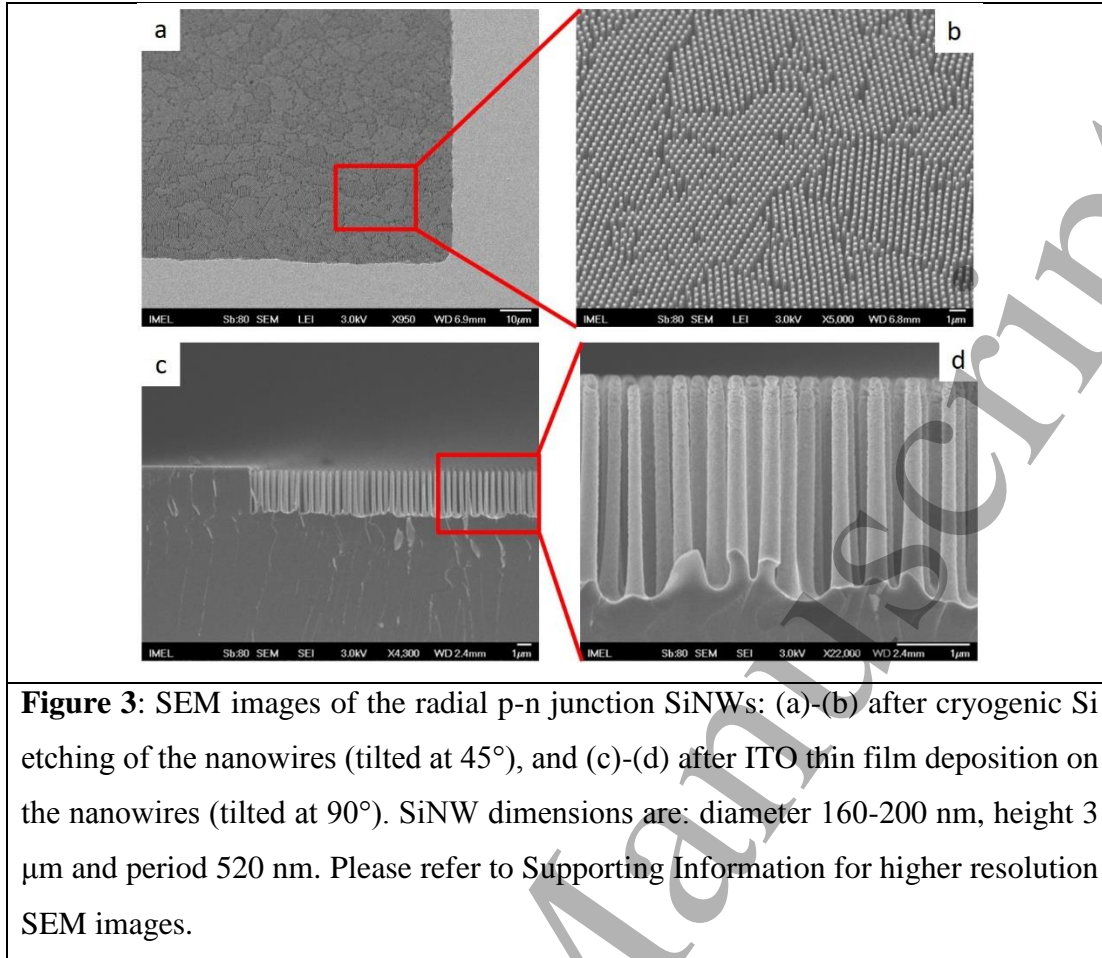 a
b
IMEL Sb:80 SEM LEI 3.0kV X950 WD 6.9mm 10μm
IMEL Sb:80 SEM LEI 3.0kV X5,000 WD 6.8mm 1μm
c
d
IMEL Sb:80 SEM SEI 3.0kV X4,300 WD 2.4mm 1μm
IMEL Sb:80 SEM SEI 3.0kV X22,000 WD 2.4mm 1μm
Figure 3: SEM images of the radial p-n junction SiNWs: (a)-(b) after cryogenic Si
etching of the nanowires (tilted at 45°), and (c)-(d) after ITO thin film deposition on
the nanowires (tilted at 90°). SiNW dimensions are: diameter 160-200 nm, height 3
μm and period 520 nm. Please refer to Supporting Information for higher resolution
SEM images.
Manuscript